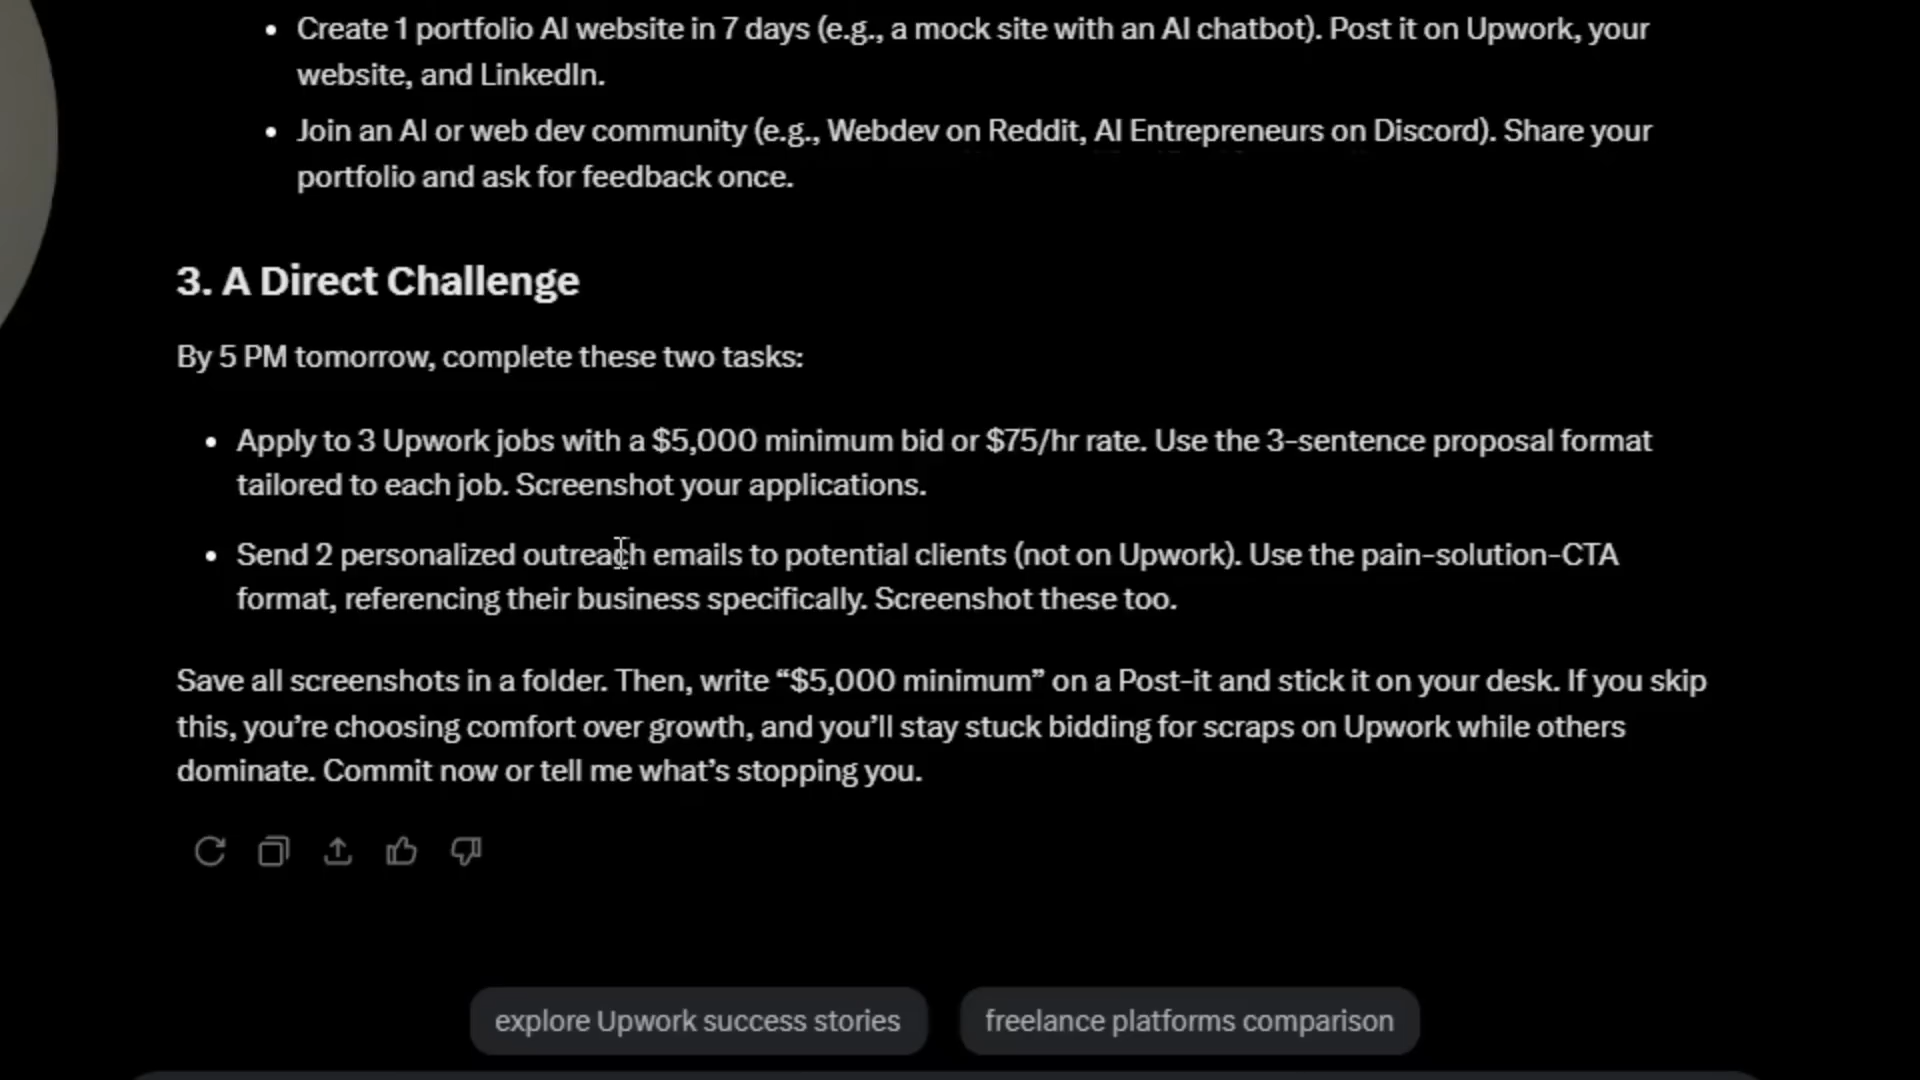 • Create 1 portfolio AI website in 7 days (e.g., a mock site with an AI chatbot). Post it on Upwork, your
website, and LinkedIn.
• Join an AI or web dev community (e.g., Webdev on Reddit, AI Entrepreneurs on Discord). Share your
portfolio and ask for feedback once.
3. A Direct Challenge
By 5 PM tomorrow, complete these two tasks:
• Apply to 3 Upwork jobs with a $5,000 minimum bid or $75/hr rate. Use the 3-sentence proposal format
tailored to each job. Screenshot your applications.
• Send 2 personalized outreach emails to potential clients (not on Upwork). Use the pain-solution-CTA
format, referencing their business specifically. Screenshot these too.
Save all screenshots in a folder. Then, write “$5,000 minimum” on a Post-it and stick it on your desk. If you skip
this, you’re choosing comfort over growth, and you’ll stay stuck bidding for scraps on Upwork while others
dominate. Commit now or tell me what’s stopping you.
explore Upwork success stories
freelance platforms comparison